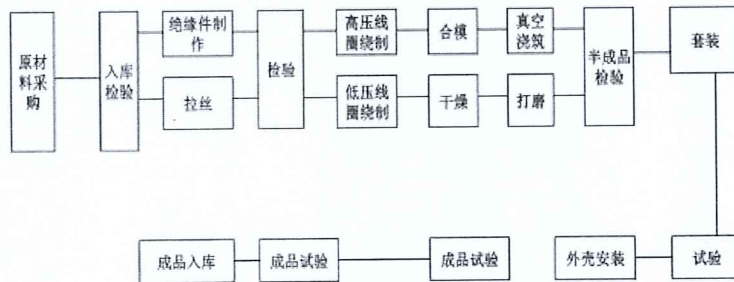 原材
料采
购
入库
检验
绝缘件制
作
拉丝
检验
高压线
圈绕制
低压线
圈绕制
合模
干燥
真空
浇筑
打磨
半成品
检验
套装
成品入库
成品试验
成品试验
外壳安装
试验